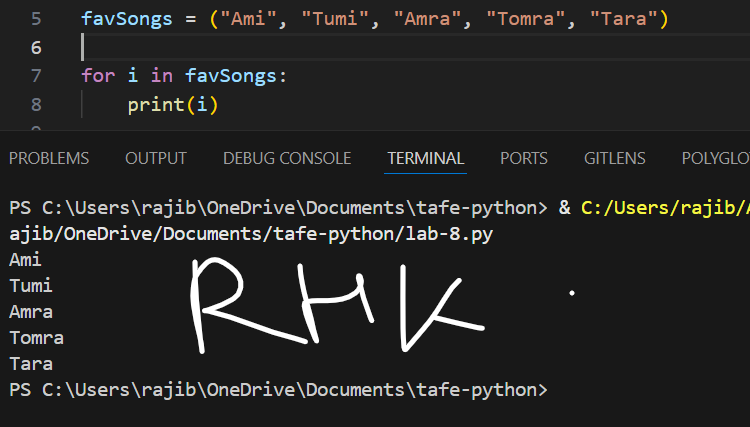 5 favSongs = ("Ami", "Tumi", "Amra", "Tomra", "Tara")
6
7 for i in favSongs:
8     print(i)
PROBLEMS OUTPUT DEBUG CONSOLE TERMINAL PORTS GITLENS POLYGLO
PS C:\Users\rajib\OneDrive\Documents\tafe-python> & C:/Users/rajib/
ajib/OneDrive/Documents/tafe-python/lab-8.py
Ami
Tumi
Amra
Tomra
Tara
RHK
PS C:\Users\rajib\OneDrive\Documents\tafe-python>